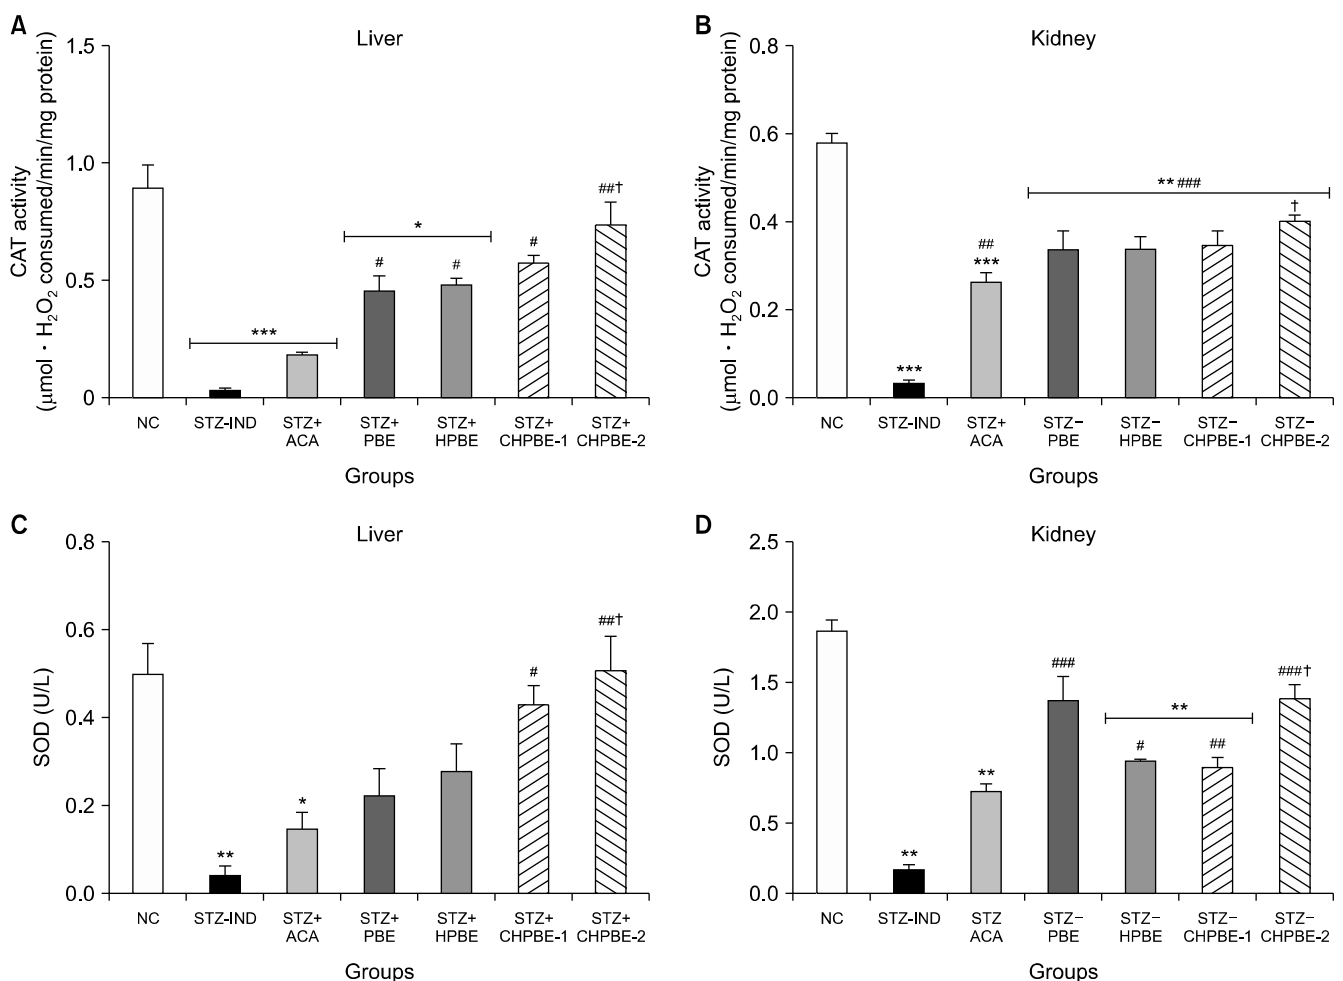 A
Liver
CAT activity
(μmol · H₂O₂ consumed/min/mg protein)
1.5
1.0
0.5
0
***
*
#
#
#
##†
NC
STZ-IND
STZ+
ACA
STZ+
PBE
STZ+
HPBE
STZ+
CHPBE-1
STZ+
CHPBE-2
Groups
B
Kidney
CAT activity
(μmol · H₂O₂ consumed/min/mg protein)
0.8
0.6
0.4
0.2
0.0
***
##
***
** ###
†
NC
STZ-IND
STZ+
ACA
STZ−
PBE
STZ−
HPBE
STZ−
CHPBE-1
STZ−
CHPBE-2
Groups
C
Liver
SOD (U/L)
0.8
0.6
0.4
0.2
0.0
**
*
#
##†
NC
STZ-IND
STZ+
ACA
STZ+
PBE
STZ+
HPBE
STZ+
CHPBE-1
STZ+
CHPBE-2
Groups
D
Kidney
SOD (U/L)
2.5
2.0
1.5
1.0
0.5
0.0
**
**
###
**
#
##
###†
NC
STZ-IND
STZ
ACA
STZ−
PBE
STZ−
HPBE
STZ−
CHPBE-1
STZ−
CHPBE-2
Groups